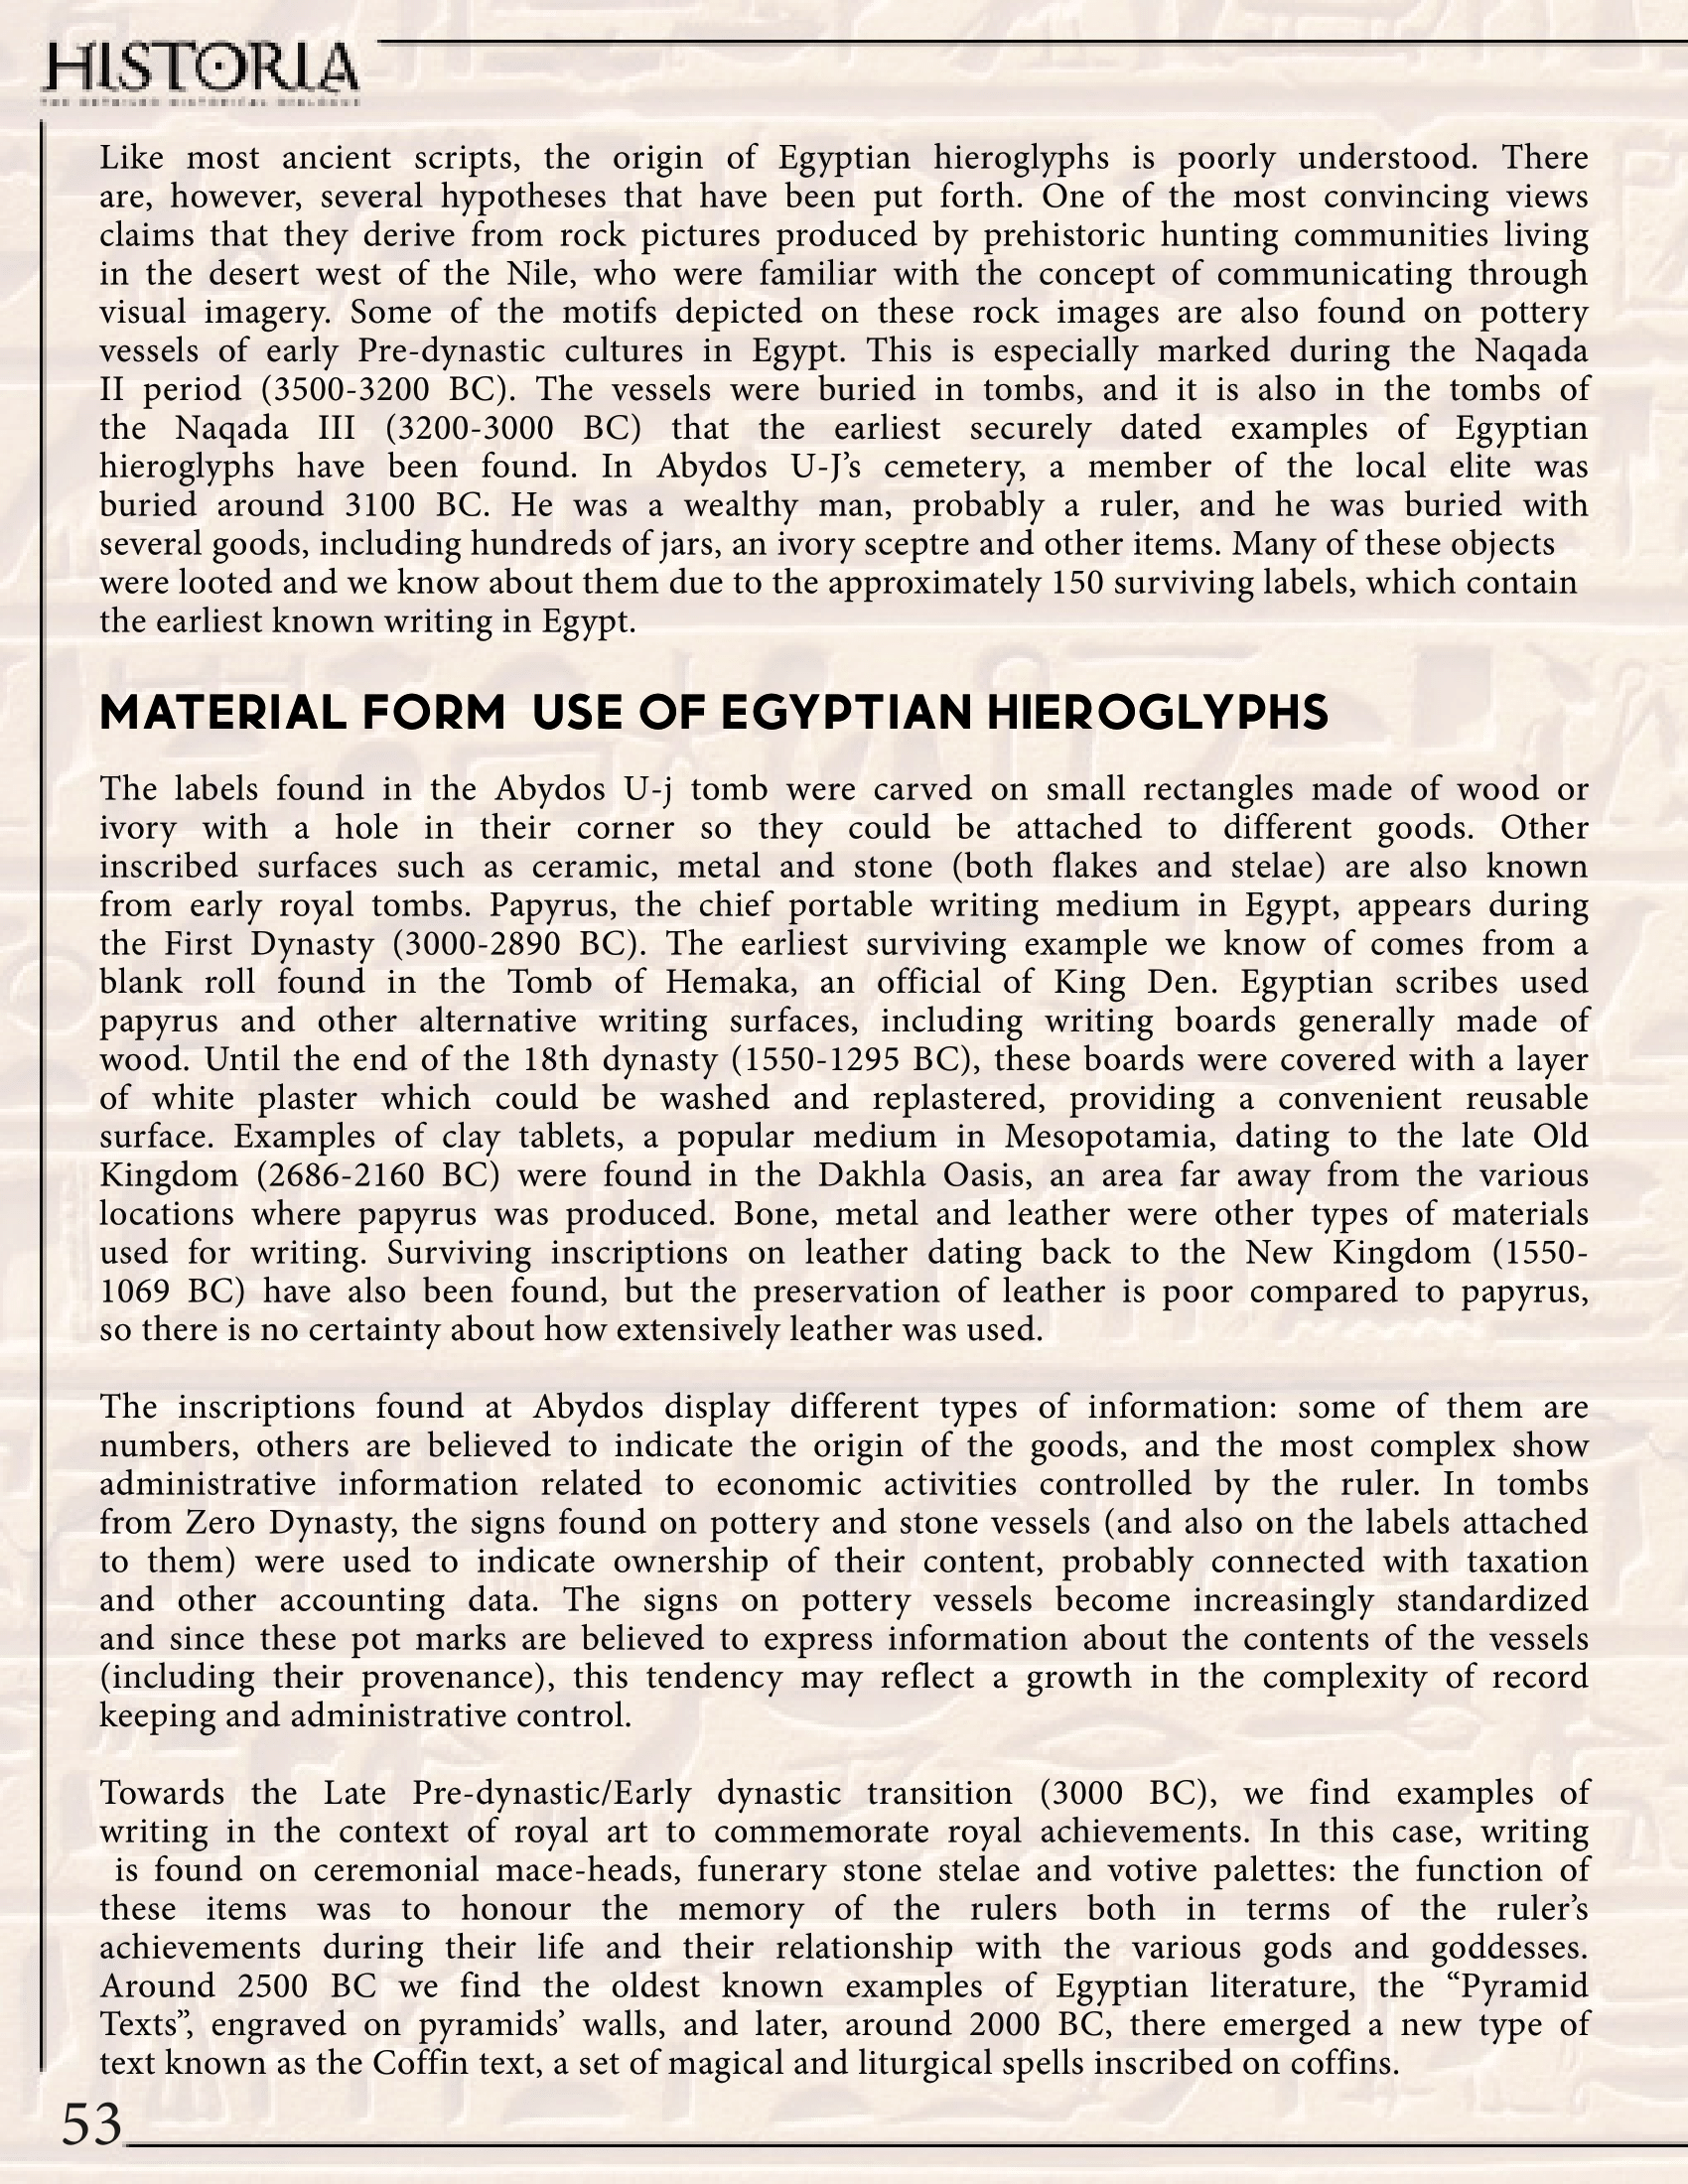 HISTORIA
Like most ancient scripts, the origin of Egyptian hieroglyphs is poorly understood. There
are, however, several hypotheses that have been put forth. One of the most convincing views
claims that they derive from rock pictures produced by prehistoric hunting communities living
in the desert west of the Nile, who were familiar with the concept of communicating through
visual imagery. Some of the motifs depicted on these rock images are also found on pottery
vessels of early Pre-dynastic cultures in Egypt. This is especially marked during the Naqada
II period (3500-3200 BC). The vessels were buried in tombs, and it is also in the tombs of
the Naqada III (3200-3000 BC) that the earliest securely dated examples of Egyptian
hieroglyphs have been found. In Abydos U-J’s cemetery, a member of the local elite was
buried around 3100 BC. He was a wealthy man, probably a ruler, and he was buried with
several goods, including hundreds of jars, an ivory sceptre and other items. Many of these objects
were looted and we know about them due to the approximately 150 surviving labels, which contain
the earliest known writing in Egypt.
MATERIAL FORM  USE OF EGYPTIAN HIEROGLYPHS
The labels found in the Abydos U-j tomb were carved on small rectangles made of wood or
ivory with a hole in their corner so they could be attached to different goods. Other
inscribed surfaces such as ceramic, metal and stone (both flakes and stelae) are also known
from early royal tombs. Papyrus, the chief portable writing medium in Egypt, appears during
the First Dynasty (3000-2890 BC). The earliest surviving example we know of comes from a
blank roll found in the Tomb of Hemaka, an official of King Den. Egyptian scribes used
papyrus and other alternative writing surfaces, including writing boards generally made of
wood. Until the end of the 18th dynasty (1550-1295 BC), these boards were covered with a layer
of white plaster which could be washed and replastered, providing a convenient reusable
surface. Examples of clay tablets, a popular medium in Mesopotamia, dating to the late Old
Kingdom (2686-2160 BC) were found in the Dakhla Oasis, an area far away from the various
locations where papyrus was produced. Bone, metal and leather were other types of materials
used for writing. Surviving inscriptions on leather dating back to the New Kingdom (1550-
1069 BC) have also been found, but the preservation of leather is poor compared to papyrus,
so there is no certainty about how extensively leather was used.
The inscriptions found at Abydos display different types of information: some of them are
numbers, others are believed to indicate the origin of the goods, and the most complex show
administrative information related to economic activities controlled by the ruler. In tombs
from Zero Dynasty, the signs found on pottery and stone vessels (and also on the labels attached
to them) were used to indicate ownership of their content, probably connected with taxation
and other accounting data. The signs on pottery vessels become increasingly standardized
and since these pot marks are believed to express information about the contents of the vessels
(including their provenance), this tendency may reflect a growth in the complexity of record
keeping and administrative control.
Towards the Late Pre-dynastic/Early dynastic transition (3000 BC), we find examples of
writing in the context of royal art to commemorate royal achievements. In this case, writing
is found on ceremonial mace-heads, funerary stone stelae and votive palettes: the function of
these items was to honour the memory of the rulers both in terms of the ruler’s
achievements during their life and their relationship with the various gods and goddesses.
Around 2500 BC we find the oldest known examples of Egyptian literature, the “Pyramid
Texts”, engraved on pyramids’ walls, and later, around 2000 BC, there emerged a new type of
text known as the Coffin text, a set of magical and liturgical spells inscribed on coffins.
53